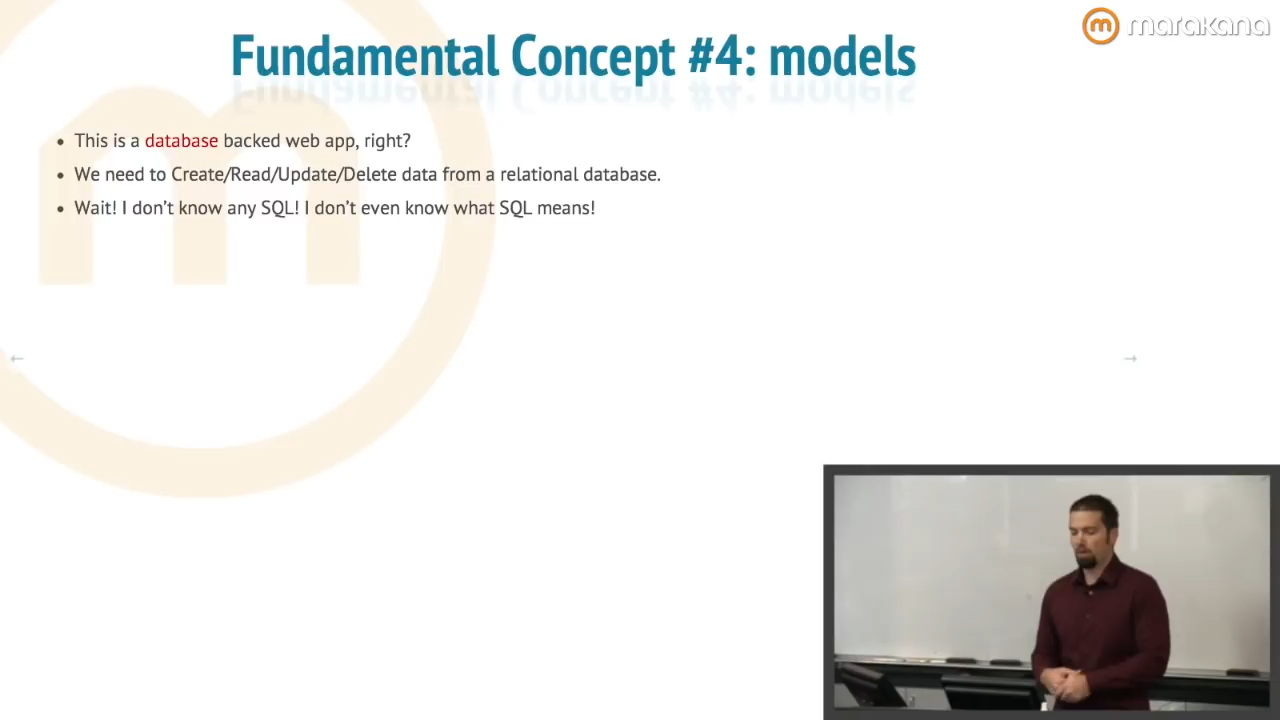 marakana
Fundamental Concept #4: models
This is a database backed web app, right?
We need to Create/Read/Update/Delete data from a relational database.
Wait! I don't know any SQL! I don't even know what SQL means!